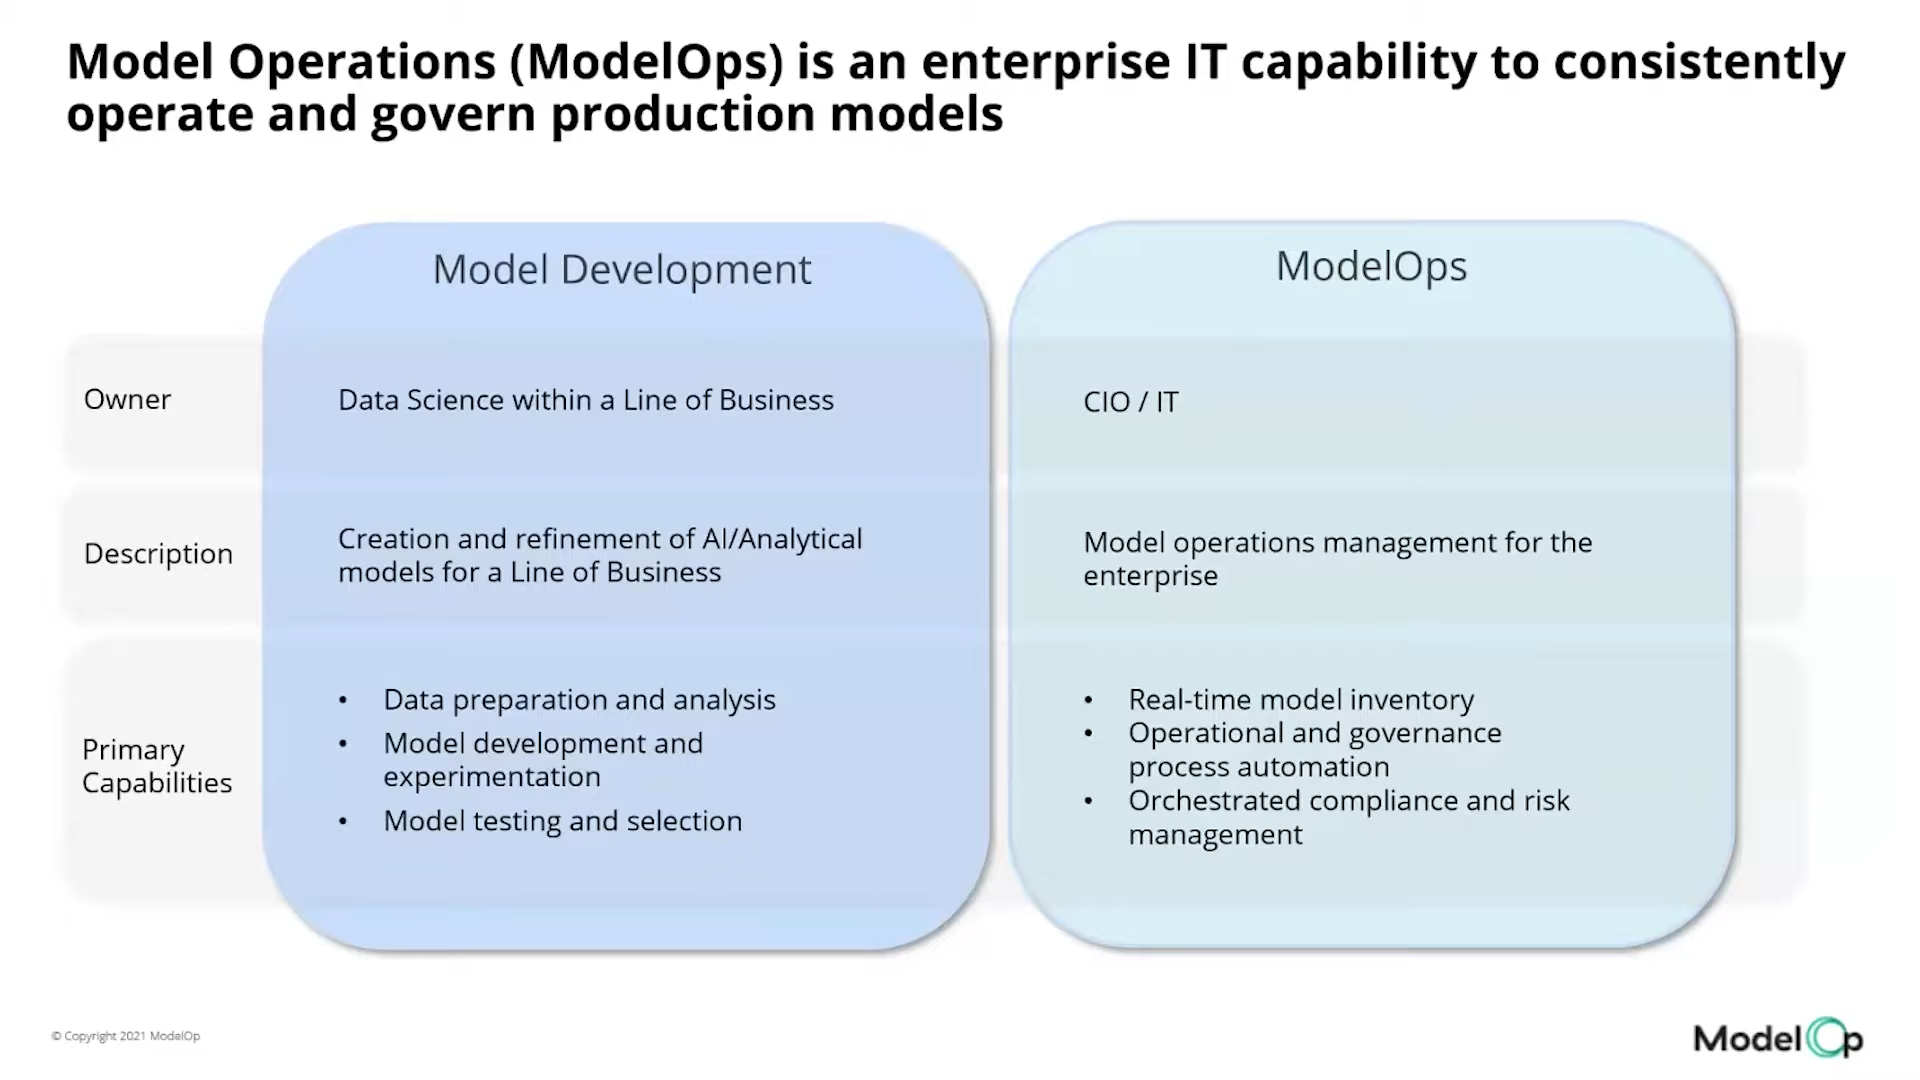 Model Operations (ModelOps) is an enterprise IT capability to consistently
operate and govern production models
Model Development
ModelOps
Owner
Data Science within a Line of Business
CIO / IT
Description
Creation and refinement of AI/Analytical
models for a Line of Business
Model operations management for the
enterprise
Primary
Capabilities
• Data preparation and analysis
• Model development and
experimentation
• Model testing and selection
• Real-time model inventory
• Operational and governance
process automation
• Orchestrated compliance and risk
management
© Copyright 2021 ModelOp
ModelOp